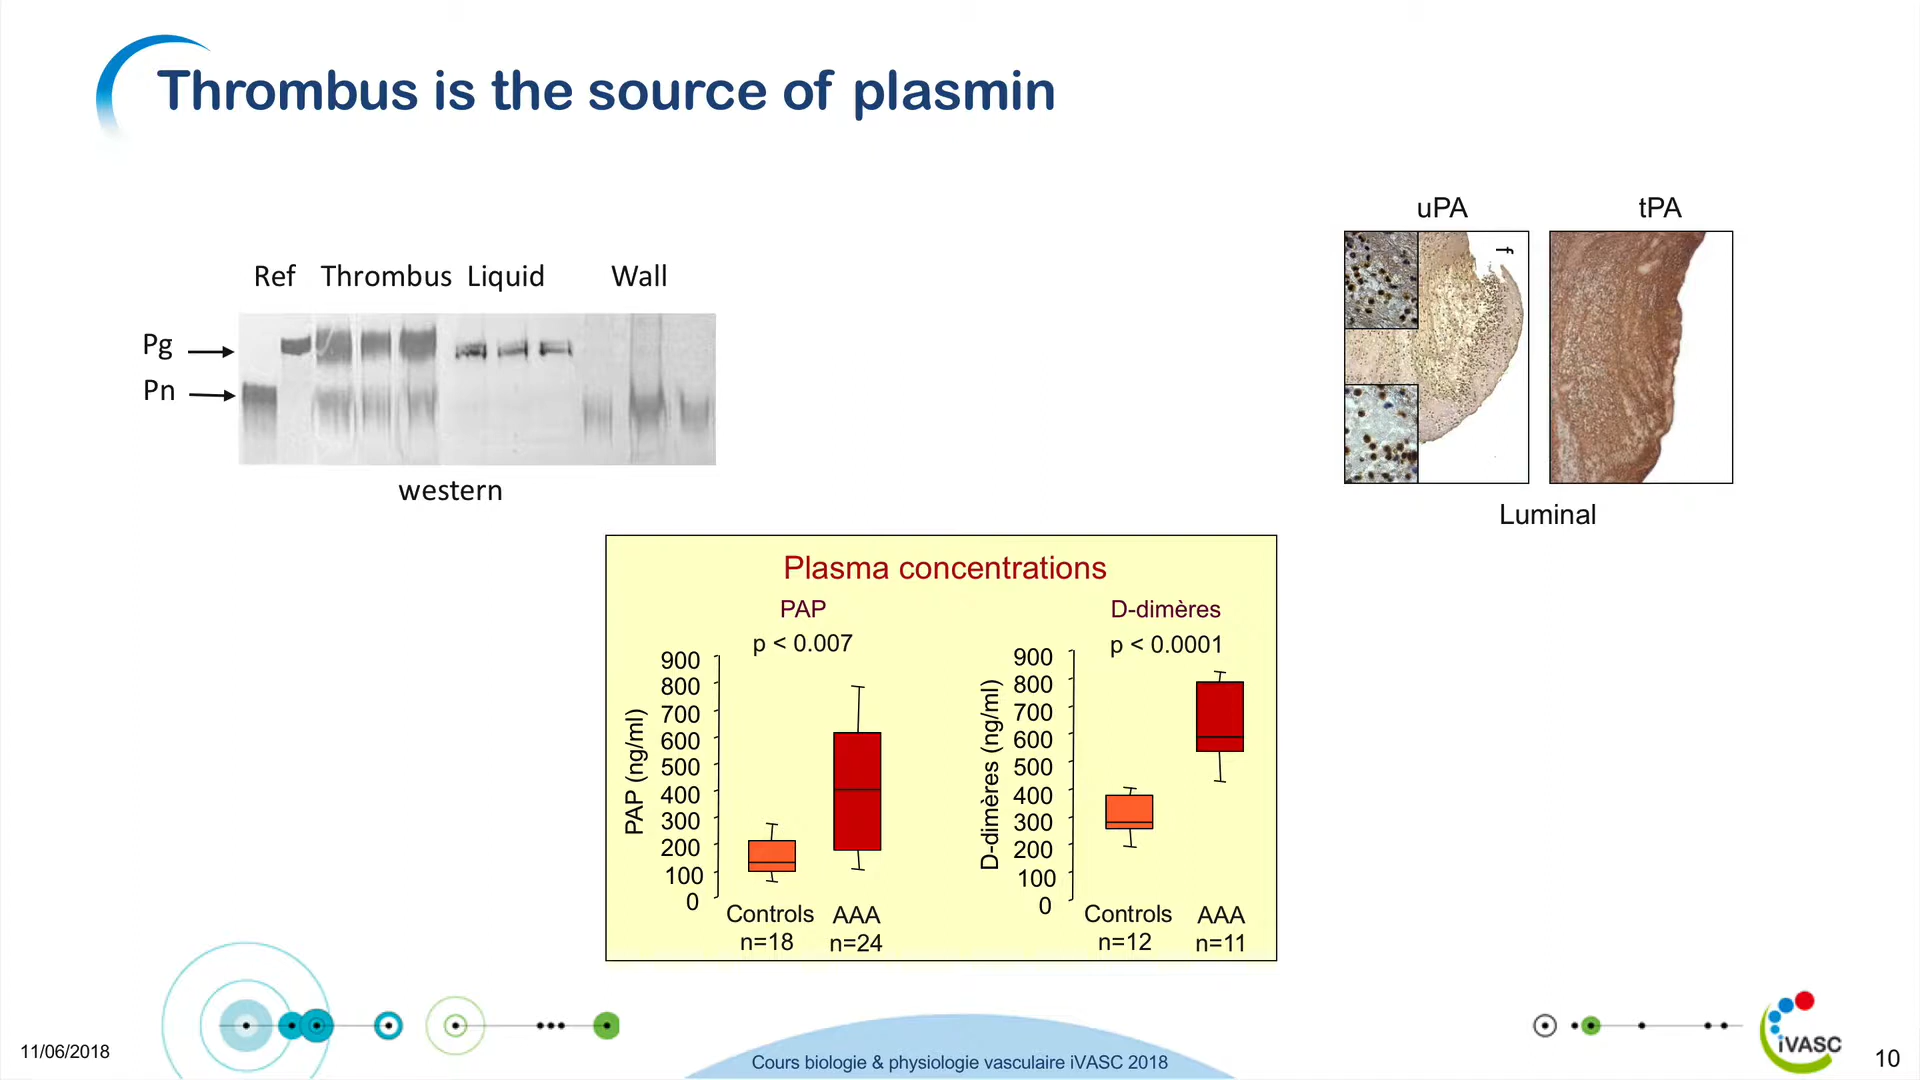 Thrombus is the source of plasmin
uPA
tPA
f
Luminal
Ref Thrombus Liquid Wall
Pg
Pn
western
Plasma concentrations
PAP
p < 0.007
PAP (ng/ml)
900
800
700
600
500
400
300
200
100
0
Controls AAA
n=18 n=24
D-dimères
p < 0.0001
D-dimères (ng/ml)
900
800
700
600
500
400
300
200
100
0
Controls AAA
n=12 n=11
11/06/2018
Cours biologie & physiologie vasculaire iVASC 2018
iVASC
10